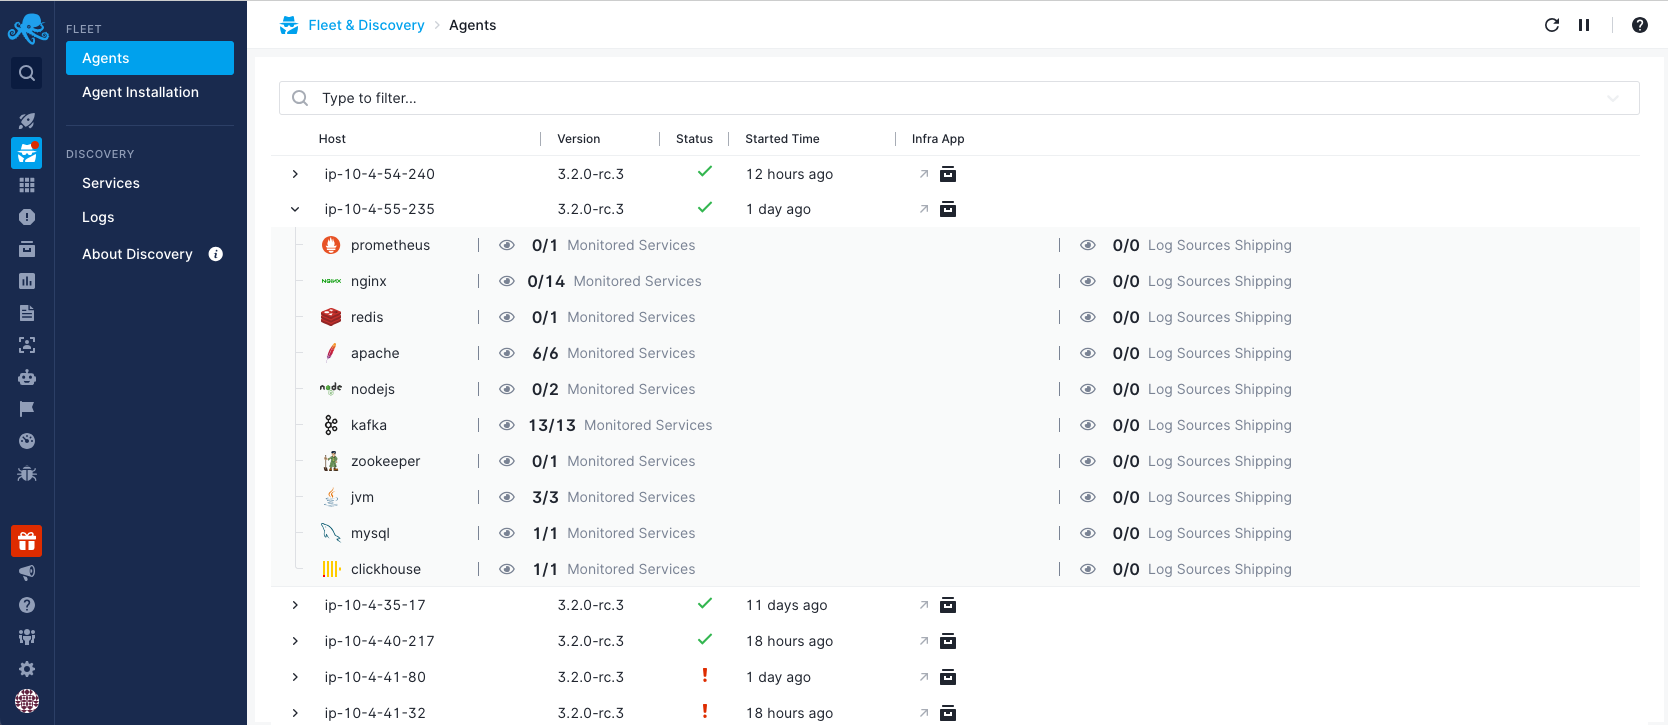 FLEET
Agents
Agent Installation
DISCOVERY
Services
Logs
About Discovery
Fleet & Discovery > Agents
Type to filter...
Host Version Status Started Time Infra App
ip-10-4-54-240 3.2.0-rc.3 12 hours ago
ip-10-4-55-235 3.2.0-rc.3 1 day ago
prometheus 0/1 Monitored Services 0/0 Log Sources Shipping
NGINX nginx 0/14 Monitored Services 0/0 Log Sources Shipping
redis 0/1 Monitored Services 0/0 Log Sources Shipping
apache 6/6 Monitored Services 0/0 Log Sources Shipping
node nodejs 0/2 Monitored Services 0/0 Log Sources Shipping
kafka 13/13 Monitored Services 0/0 Log Sources Shipping
zookeeper 0/1 Monitored Services 0/0 Log Sources Shipping
jvm 3/3 Monitored Services 0/0 Log Sources Shipping
mysql 1/1 Monitored Services 0/0 Log Sources Shipping
clickhouse 1/1 Monitored Services 0/0 Log Sources Shipping
ip-10-4-35-17 3.2.0-rc.3 11 days ago
ip-10-4-40-217 3.2.0-rc.3 18 hours ago
ip-10-4-41-80 3.2.0-rc.3 1 day ago
ip-10-4-41-32 3.2.0-rc.3 18 hours ago